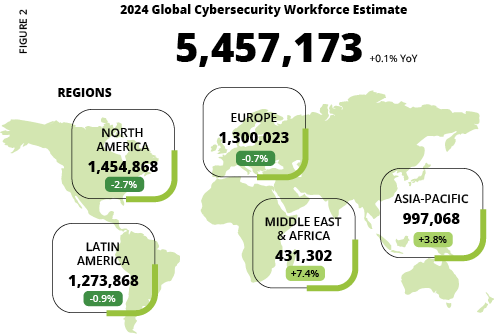 FIGURE 2
2024 Global Cybersecurity Workforce Estimate
5,457,173 +0.1% YoY
REGIONS
NORTH
AMERICA
1,454,868
-2.7%
EUROPE
1,300,023
-0.7%
ASIA-PACIFIC
997,068
+3.8%
MIDDLE EAST
& AFRICA
431,302
+7.4%
LATIN
AMERICA
1,273,868
-0.9%